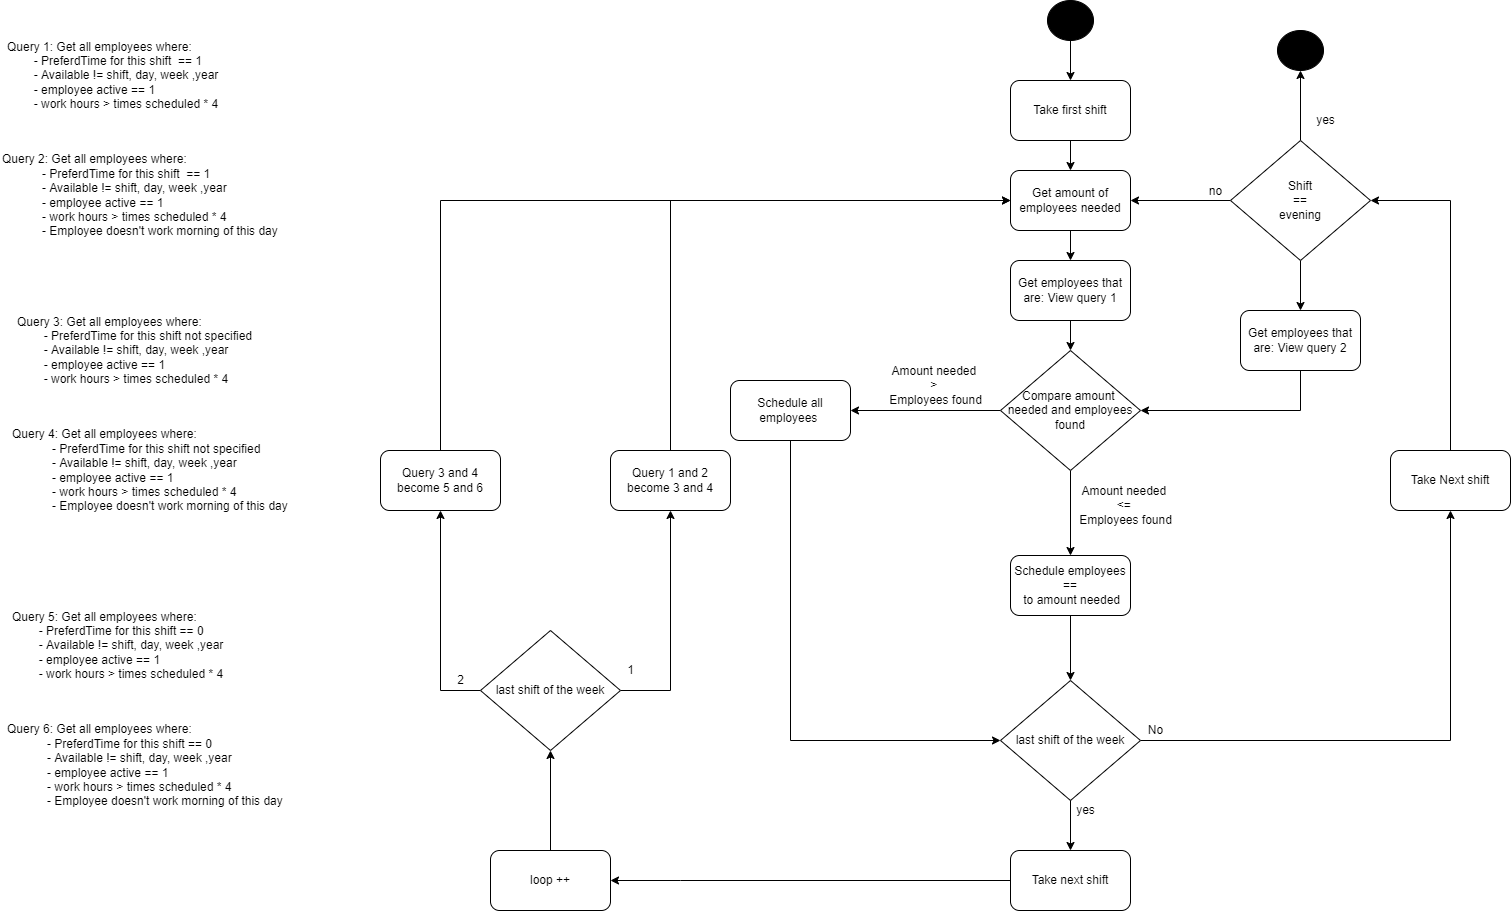 Query 1: Get all employees where:
- PreferdTime for this shift  == 1
- Available != shift, day, week ,year
- employee active == 1
- work hours > times scheduled * 4
Query 2: Get all employees where:
- PreferdTime for this shift  == 1
- Available != shift, day, week ,year
- employee active == 1
- work hours > times scheduled * 4
- Employee doesn't work morning of this day
Query 3: Get all employees where:
- PreferdTime for this shift not specified
- Available != shift, day, week ,year
- employee active == 1
- work hours > times scheduled * 4
Query 4: Get all employees where:
- PreferdTime for this shift not specified
- Available != shift, day, week ,year
- employee active == 1
- work hours > times scheduled * 4
- Employee doesn't work morning of this day
Query 5: Get all employees where:
- PreferdTime for this shift == 0
- Available != shift, day, week ,year
- employee active == 1
- work hours > times scheduled * 4
Query 6: Get all employees where:
- PreferdTime for this shift == 0
- Available != shift, day, week ,year
- employee active == 1
- work hours > times scheduled * 4
- Employee doesn't work morning of this day
Take first shift
Get amount of
employees needed
Get employees that
are: View query 1
Compare amount
needed and employees
found
Amount needed
>
Employees found
Schedule all
employees
Amount needed
<=
Employees found
Schedule employees
==
to amount needed
last shift of the week
No
yes
Take next shift
loop ++
last shift of the week
2
1
Query 3 and 4
become 5 and 6
Query 1 and 2
become 3 and 4
Take Next shift
Shift
==
evening
yes
no
Get employees that
are: View query 2